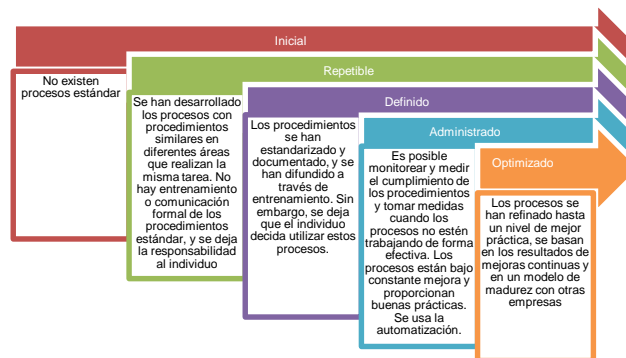 Inicial
No existen
procesos estándar
Repetible
Se han desarrollado
los procesos con
procedimientos
similares en
diferentes áreas
que realizan la
misma tarea. No
hay entrenamiento
o comunicación
formal de los
procedimientos
estándar, y se deja
la responsabilidad
al individuo
Definido
Los procedimientos
se han
estandarizado y
documentado, y se
han difundido a
través de
entrenamiento. Sin
embargo, se deja
que el individuo
decida utilizar estos
procesos.
Administrado
Es posible
monitorear y medir
el cumplimiento de
los procedimientos
y tomar medidas
cuando los
procesos no estén
trabajando de forma
efectiva. Los
procesos están bajo
constante mejora y
proporcionan
buenas prácticas.
Se usa la
automatización.
Optimizado
Los procesos se
han refinado hasta
un nivel de mejor
práctica, se basan
en los resultados de
mejoras continuas y
en un modelo de
madurez con otras
empresas